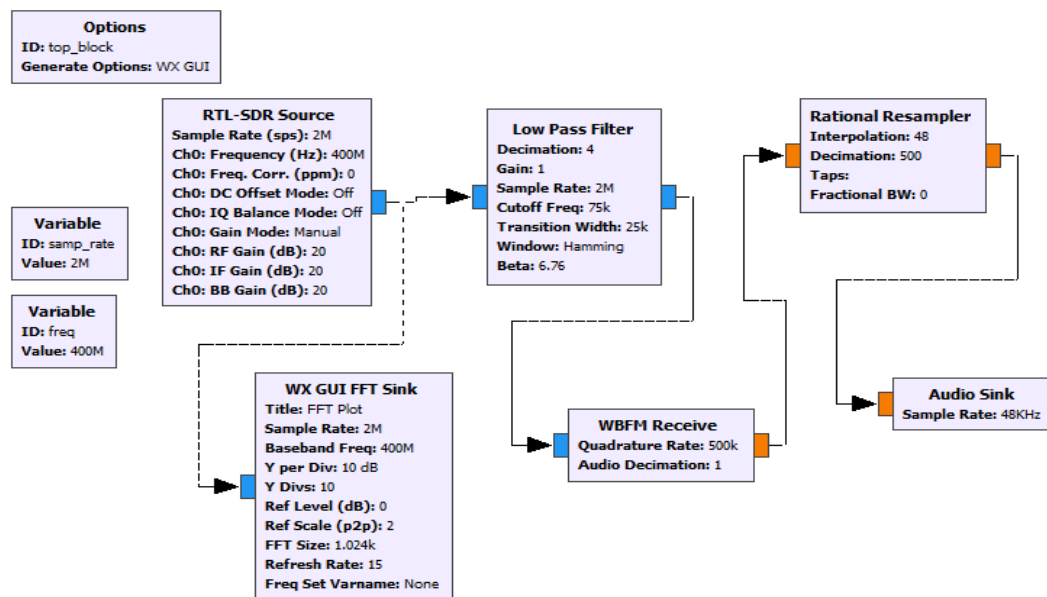 Options
ID: top_block
Generate Options: WX GUI
RTL-SDR Source
Sample Rate (sps): 2M
Ch0: Frequency (Hz): 400M
Ch0: Freq. Corr. (ppm): 0
Ch0: DC Offset Mode: Off
Ch0: IQ Balance Mode: Off
Ch0: Gain Mode: Manual
Ch0: RF Gain (dB): 20
Ch0: IF Gain (dB): 20
Ch0: BB Gain (dB): 20
Low Pass Filter
Decimation: 4
Gain: 1
Sample Rate: 2M
Cutoff Freq: 75k
Transition Width: 25k
Window: Hamming
Beta: 6.76
Rational Resampler
Interpolation: 48
Decimation: 500
Taps:
Fractional BW: 0
Variable
ID: samp_rate
Value: 2M
Variable
ID: freq
Value: 400M
WX GUI FFT Sink
Title: FFT Plot
Sample Rate: 2M
Baseband Freq: 400M
Y per Div: 10 dB
Y Divs: 10
Ref Level (dB): 0
Ref Scale (p2p): 2
FFT Size: 1.024k
Refresh Rate: 15
Freq Set Varname: None
WBFM Receive
Quadrature Rate: 500k
Audio Decimation: 1
Audio Sink
Sample Rate: 48KHz